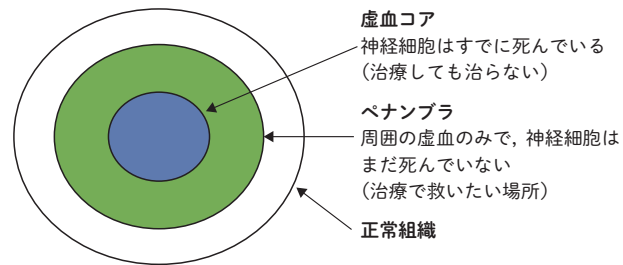 虚血コア
神経細胞はすでに死んでいる
（治療しても治らない）
ペナンブラ
周囲の虚血のみで，神経細胞は
まだ死んでいない
（治療で救いたい場所）
正常組織